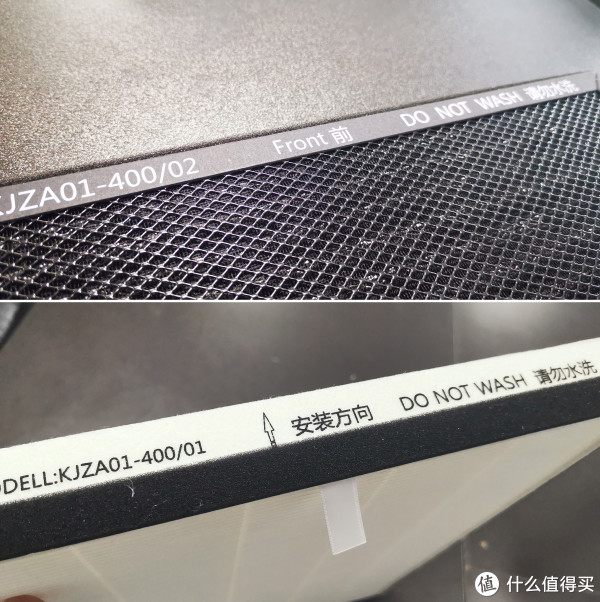 KJZA01-400/02 Front 前 DO NOT WASH 请勿水洗
ODELL:KJZA01-400/01 安装方向 DO NOT WASH 请勿水洗
值 什么值得买